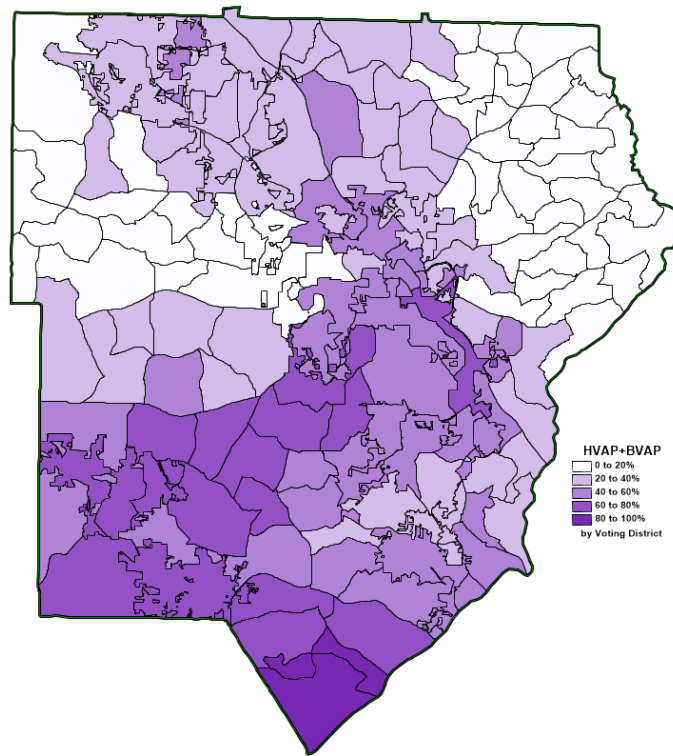 HVAP+BVAP
0 to 20%
20 to 40%
40 to 60%
60 to 80%
80 to 100%
by Voting District